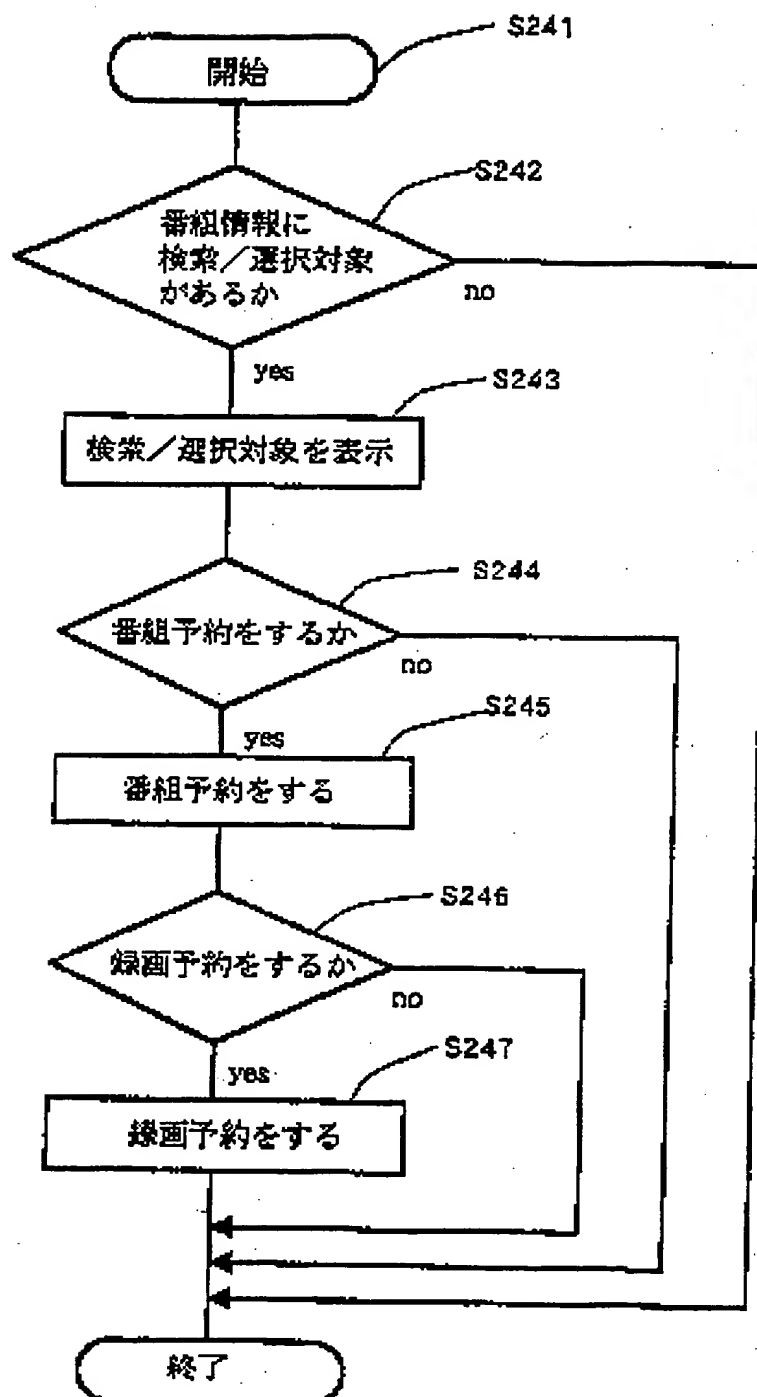 S241
開始
S242
番組情報に
検索／選択対象
があるか
no
yes
S243
検索／選択対象を表示
S244
番組予約をするか
no
S245
yes
番組予約をする
S246
録画予約をするか
no
S247
yes
録画予約をする
終了